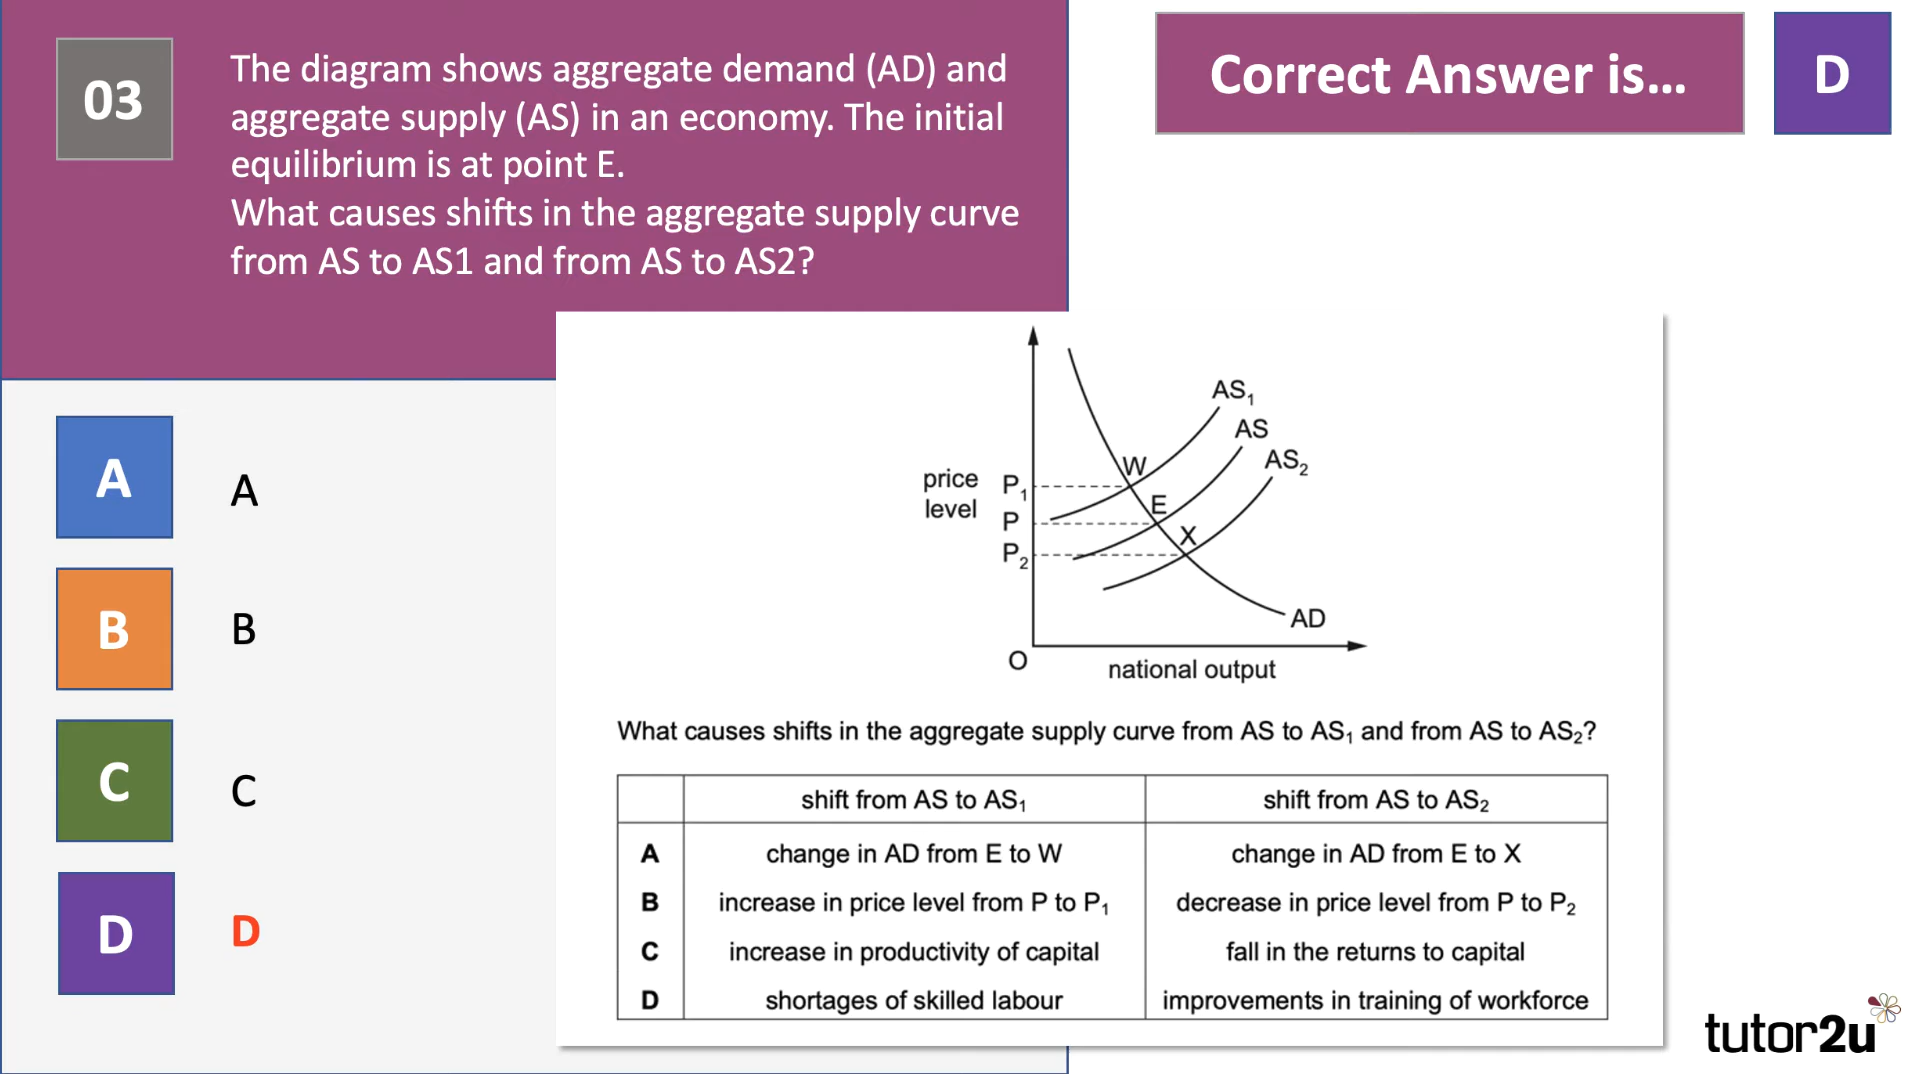 03
The diagram shows aggregate demand (AD) and
aggregate supply (AS) in an economy. The initial
equilibrium is at point E.
What causes shifts in the aggregate supply curve
from AS to AS1 and from AS to AS2?
Correct Answer is...
D
A
A
B
B
C
C
D
D
AS₁
AS
AS₂
W
price
level
P₁
E
P
X
P₂
AD
O
national output
What causes shifts in the aggregate supply curve from AS to AS₁ and from AS to AS₂?
shift from AS to AS₁ shift from AS to AS₂
A change in AD from E to W change in AD from E to X
B increase in price level from P to P₁ decrease in price level from P to P₂
C increase in productivity of capital fall in the returns to capital
D shortages of skilled labour improvements in training of workforce
tutor2u